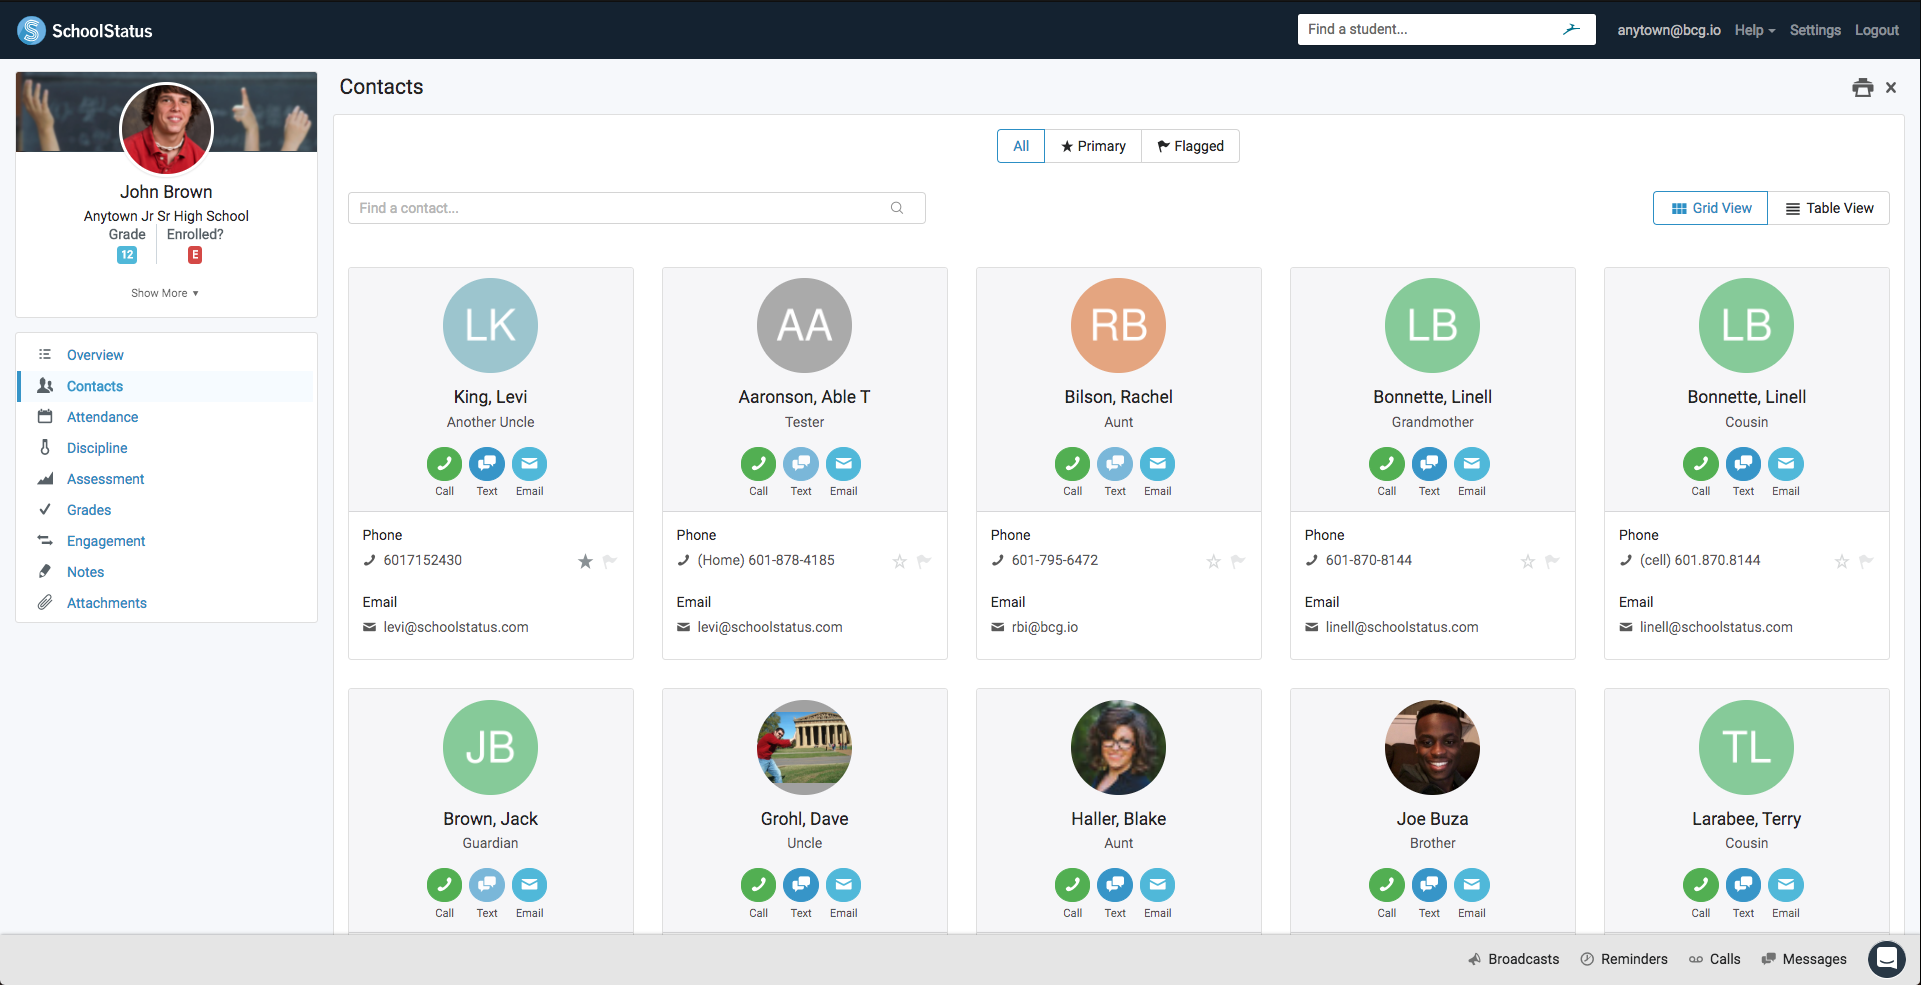 SchoolStatus
Find a student...
anytown@bcg.io Help Settings Logout
John Brown
Anytown Jr Sr High School
Grade Enrolled?
12 E
Show More
Overview
Contacts
Attendance
Discipline
Assessment
Grades
Engagement
Notes
Attachments
Contacts
All Primary Flagged
Find a contact...
Grid View Table View
LK
King, Levi
Another Uncle
Call Text Email
Phone
6017152430
Email
levi@schoolstatus.com
AA
Aaronson, Able T
Tester
Call Text Email
Phone
(Home) 601-878-4185
Email
levi@schoolstatus.com
RB
Bilson, Rachel
Aunt
Call Text Email
Phone
601-795-6472
Email
rbi@bcg.io
LB
Bonnette, Linell
Grandmother
Call Text Email
Phone
601-870-8144
Email
linell@schoolstatus.com
LB
Bonnette, Linell
Cousin
Call Text Email
Phone
(cell) 601.870.8144
Email
linell@schoolstatus.com
JB
Brown, Jack
Guardian
Call Text Email
Grohl, Dave
Uncle
Call Text Email
Haller, Blake
Aunt
Call Text Email
Joe Buza
Brother
Call Text Email
TL
Larabee, Terry
Cousin
Call Text Email
Broadcasts Reminders Calls Messages